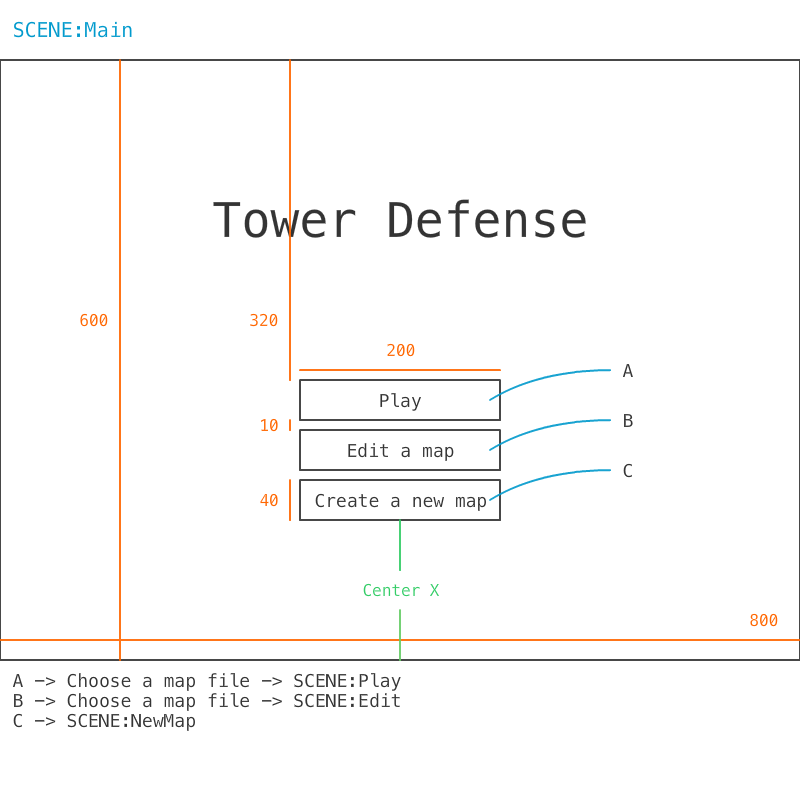 SCENE:Main
Tower Defense
600
320
200
A
Play
B
10
Edit a map
C
40
Create a new map
Center X
800
A -> Choose a map file -> SCENE:Play
B -> Choose a map file -> SCENE:Edit
C -> SCENE:NewMap